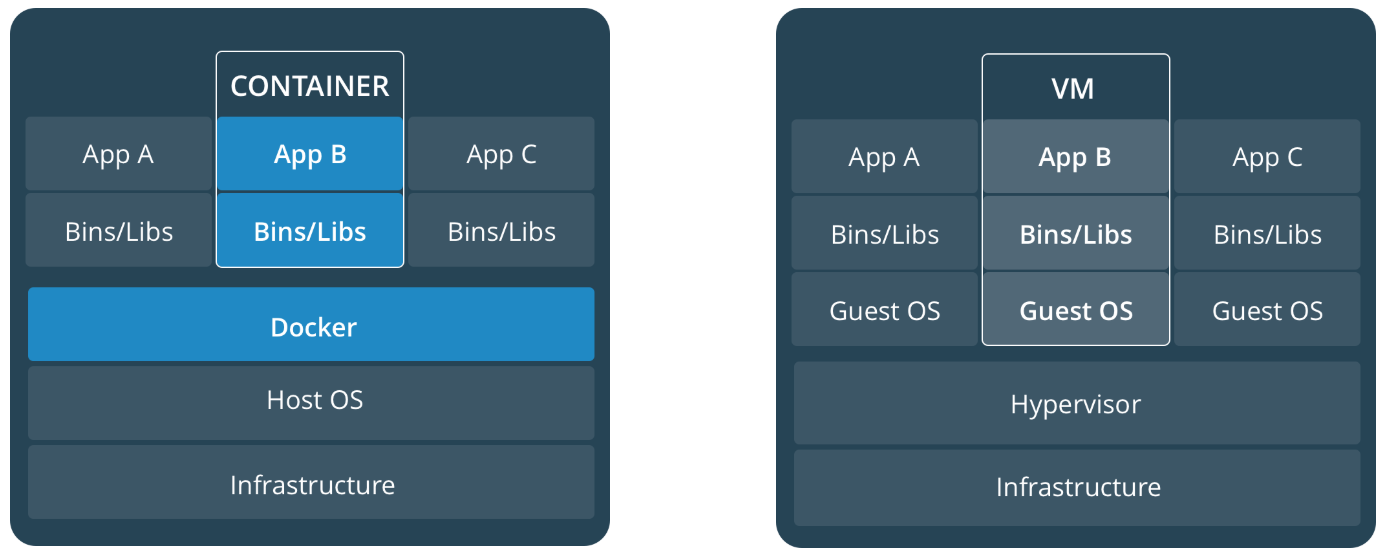 CONTAINER
App A
App B
App C
Bins/Libs
Bins/Libs
Bins/Libs
Docker
Host OS
Infrastructure
VM
App A
App B
App C
Bins/Libs
Bins/Libs
Bins/Libs
Guest OS
Guest OS
Guest OS
Hypervisor
Infrastructure